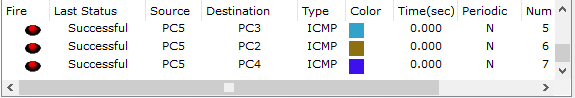 Fire Last Status Source Destination Type Color Time(sec) Periodic Num
Successful PC5 PC3 ICMP 0.000 N 5
Successful PC5 PC2 ICMP 0.000 N 6
Successful PC5 PC4 ICMP 0.000 N 7